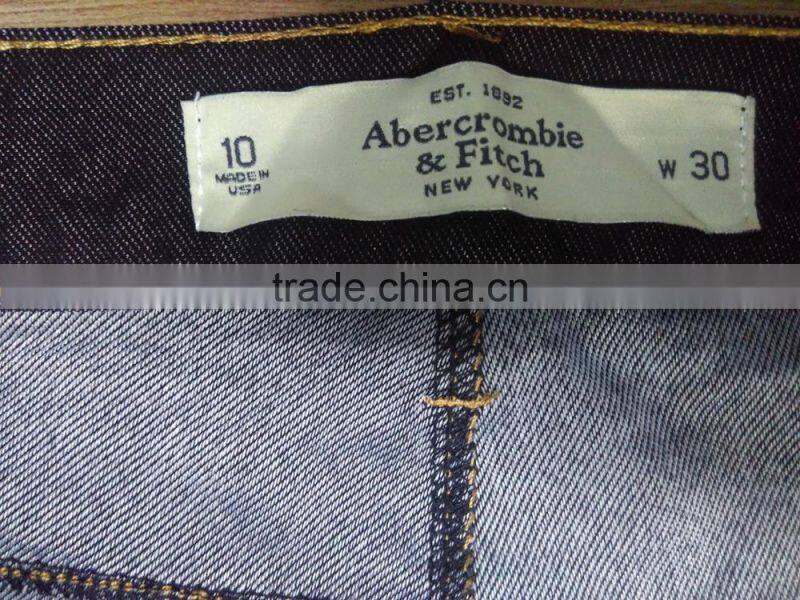 EST. 1892
Abercrombie
& Fitch
NEW YORK
10
MADE IN
USA
W 30
trade.china.cn